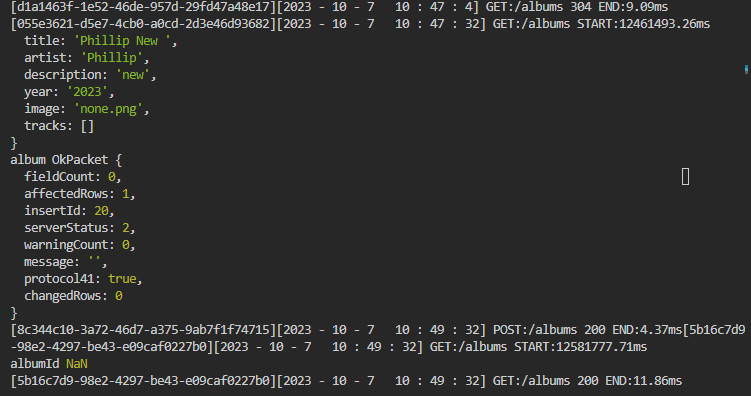 [d1a1463f-1e52-46de-957d-29fd47a48e17][2023 - 10 - 7   10 : 47 : 4] GET:/albums 304 END:9.09ms
[055e3621-d5e7-4cb0-a0cd-2d3e46d93682][2023 - 10 - 7   10 : 47 : 32] GET:/albums START:12461493.26ms
  title: 'Phillip New ',
  artist: 'Phillip',
  description: 'new',
  year: '2023',
  image: 'none.png',
  tracks: []
}
album OkPacket {
  fieldCount: 0,
  affectedRows: 1,
  insertId: 20,
  serverStatus: 2,
  warningCount: 0,
  message: '',
  protocol41: true,
  changedRows: 0
}
[8c344c10-3a72-46d7-a375-9ab7f1f74715][2023 - 10 - 7   10 : 49 : 32] POST:/albums 200 END:4.37ms[5b16c7d9
-98e2-4297-be43-e09caf0227b0][2023 - 10 - 7   10 : 49 : 32] GET:/albums START:12581777.71ms
albumId NaN
[5b16c7d9-98e2-4297-be43-e09caf0227b0][2023 - 10 - 7   10 : 49 : 32] GET:/albums 200 END:11.86ms